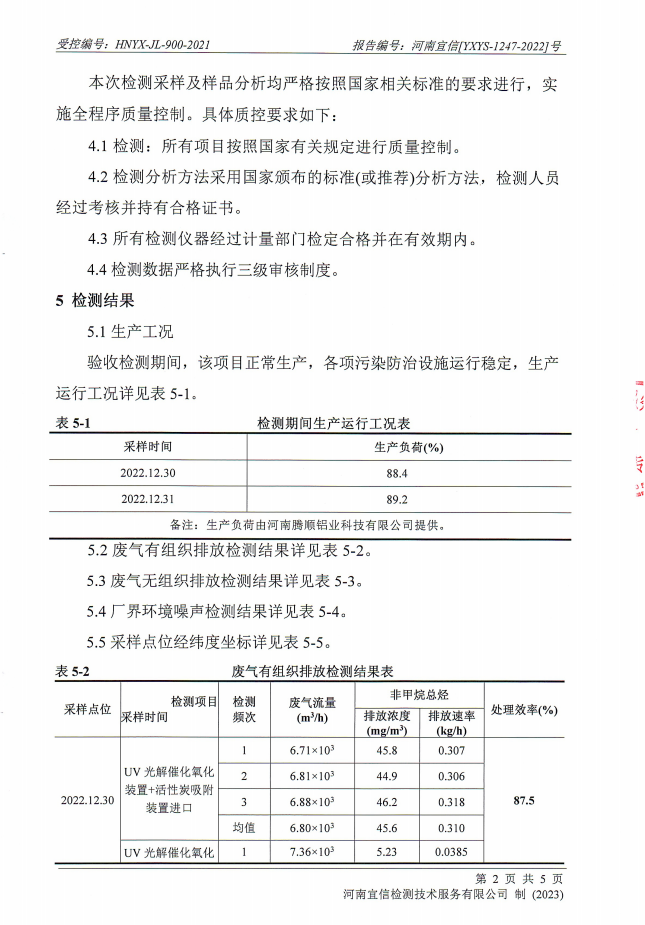 受控编号：HNYX-JL-900-2021 报告编号：河南宜信[YXYS-1247-2022]号
本次检测采样及样品分析均严格按照国家相关标准的要求进行，实
施全程序质量控制。具体质控要求如下：
4.1 检测：所有项目按照国家有关规定进行质量控制。
4.2 检测分析方法采用国家颁布的标准(或推荐)分析方法，检测人员
经过考核并持有合格证书。
4.3 所有检测仪器经过计量部门检定合格并在有效期内。
4.4 检测数据严格执行三级审核制度。
5 检测结果
5.1 生产工况
验收检测期间，该项目正常生产，各项污染防治设施运行稳定，生产
运行工况详见表 5-1。
表 5-1 检测期间生产运行工况表
采样时间 生产负荷(%)
2022.12.30 88.4
2022.12.31 89.2
备注：生产负荷由河南腾顺铝业科技有限公司提供。
5.2 废气有组织排放检测结果详见表 5-2。
5.3 废气无组织排放检测结果详见表 5-3。
5.4 厂界环境噪声检测结果详见表 5-4。
5.5 采样点位经纬度坐标详见表 5-5。
表 5-2 废气有组织排放检测结果表
采样点位 检测项目 采样时间 检测频次 废气流量(m³/h) 非甲烷总烃 处理效率(%)
排放浓度(mg/m³) 排放速率(kg/h)
2022.12.30 UV 光解催化氧化装置+活性炭吸附装置进口 1 6.71×10³ 45.8 0.307 87.5
2 6.81×10³ 44.9 0.306
3 6.88×10³ 46.2 0.318
均值 6.80×10³ 45.6 0.310
UV 光解催化氧化 1 7.36×10³ 5.23 0.0385
第 2 页 共 5 页
河南宜信检测技术服务有限公司 制 (2023)